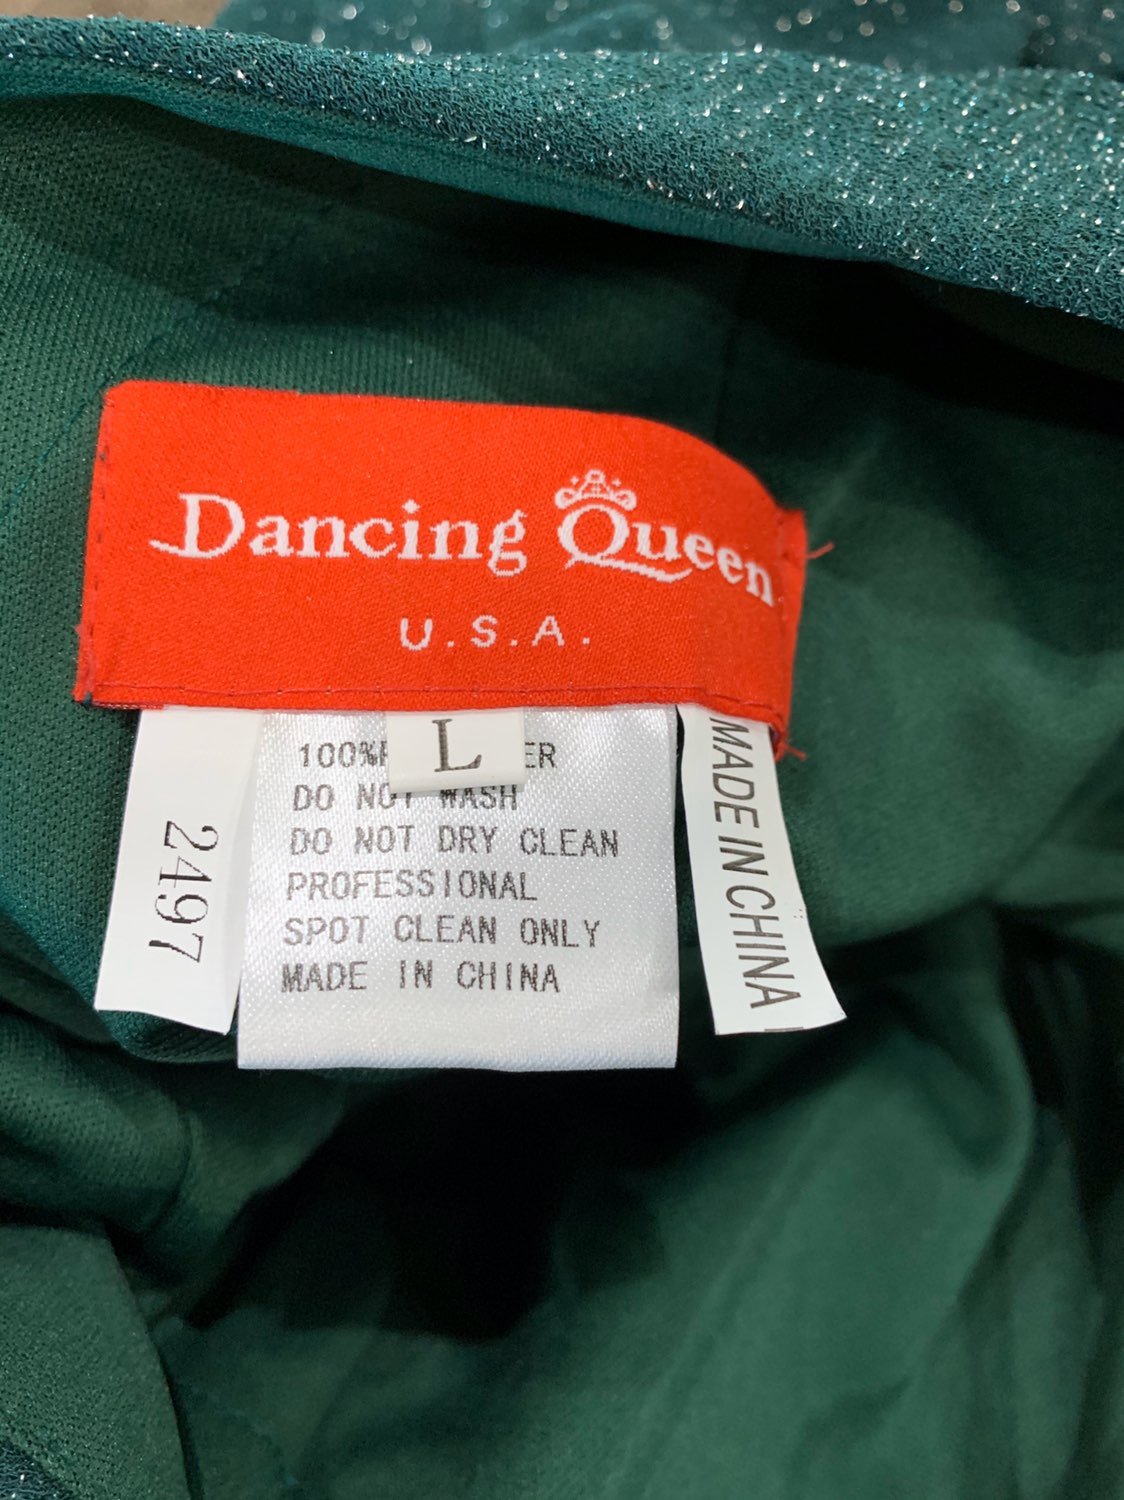 Dancing Queen
U.S.A.
L
100%
DO NOT WASH
DO NOT DRY CLEAN
PROFESSIONAL
SPOT CLEAN ONLY
MADE IN CHINA
2497
MADE IN CHINA